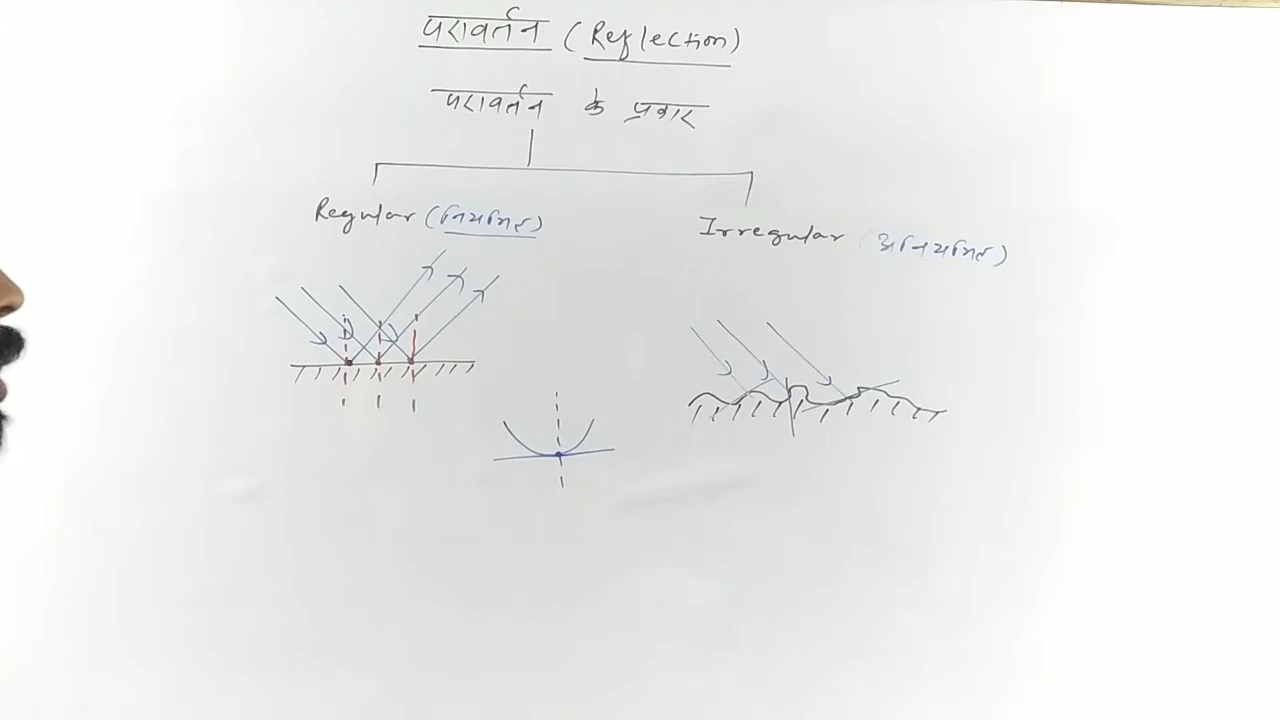 परावर्तन (Reflection)
परावर्तन के प्रकार
Regular (नियमित)
Irregular (अनियमित)